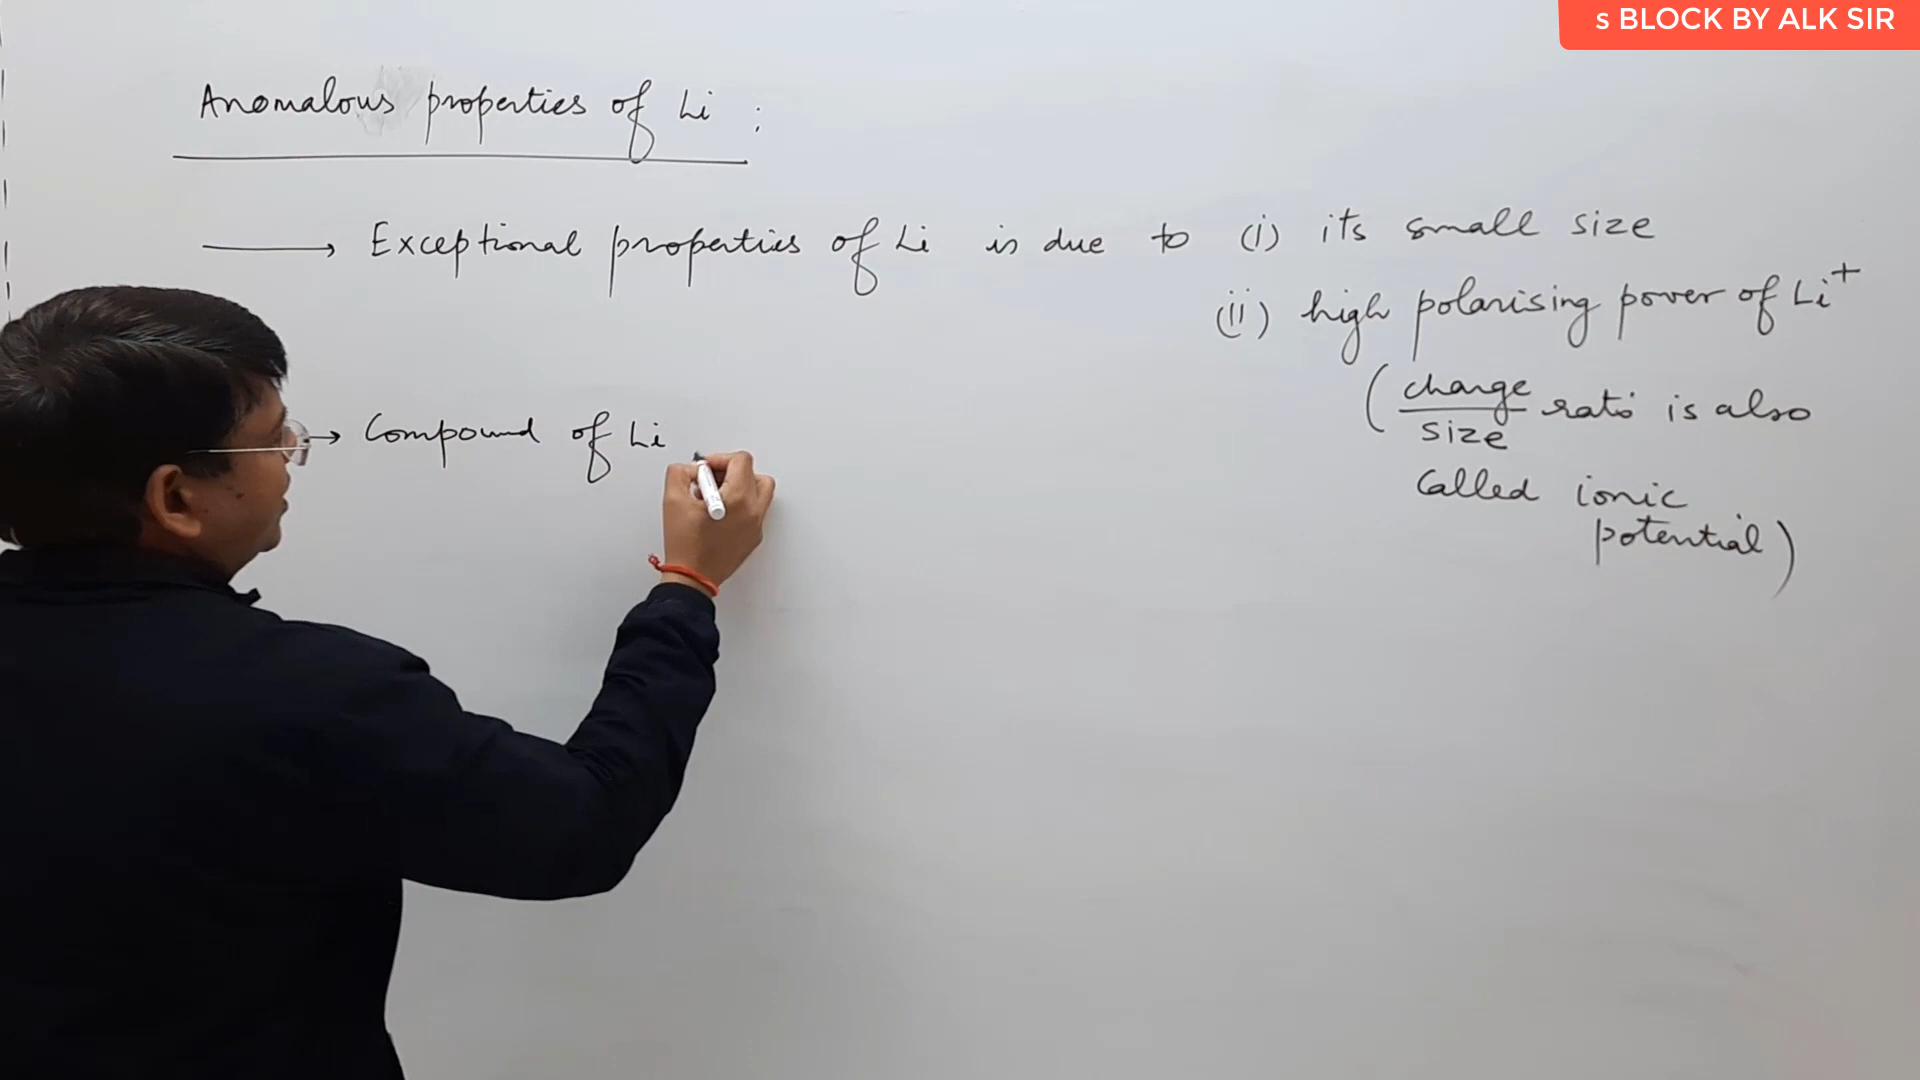 s BLOCK BY ALK SIR
Anomalous properties of Li :
→ Exceptional properties of Li is due to (i) its small size
(ii) high polarising power of Li⁺
(charge/size ratio is also
Called ionic
potential)
→ Compound of Li